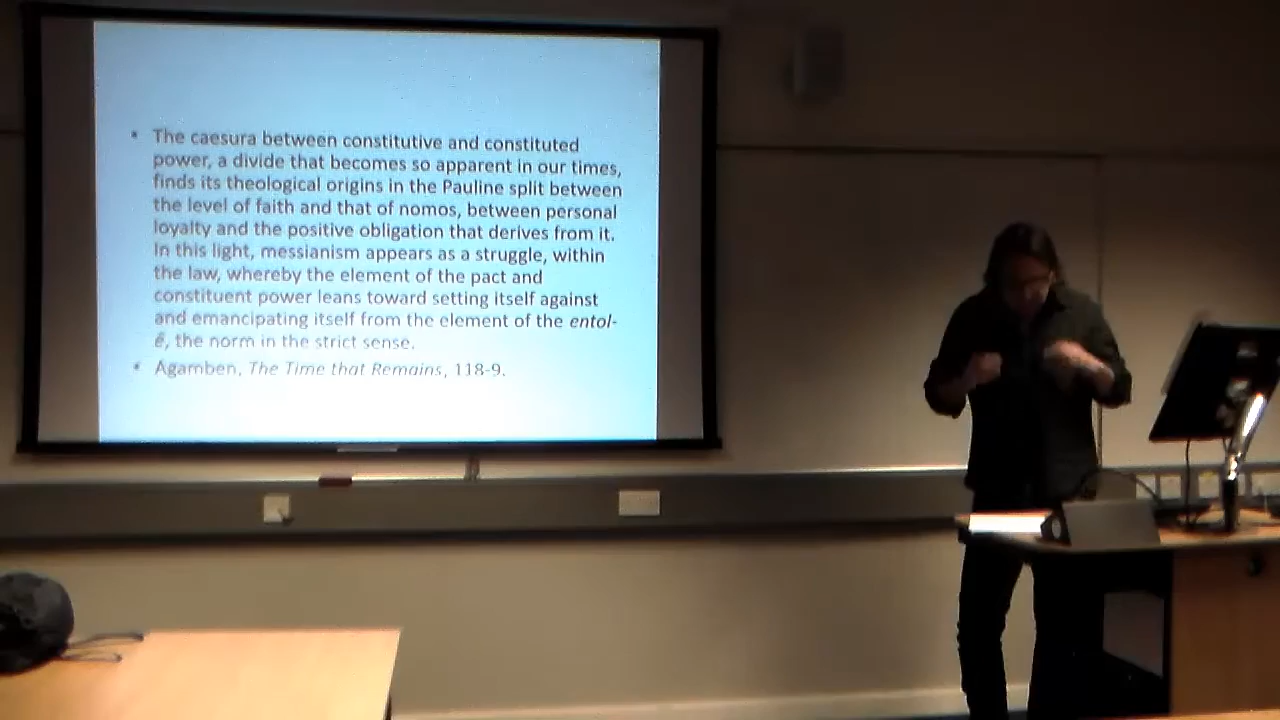 • The caesura between constitutive and constituted
power, a divide that becomes so apparent in our times,
finds its theological origins in the Pauline split between
the level of faith and that of nomos, between personal
loyalty and the positive obligation that derives from it.
In this light, messianism appears as a struggle, within
the law, whereby the element of the pact and
constituent power leans toward setting itself against
and emancipating itself from the element of the entol-
ē, the norm in the strict sense.
• Agamben, The Time that Remains, 118-9.